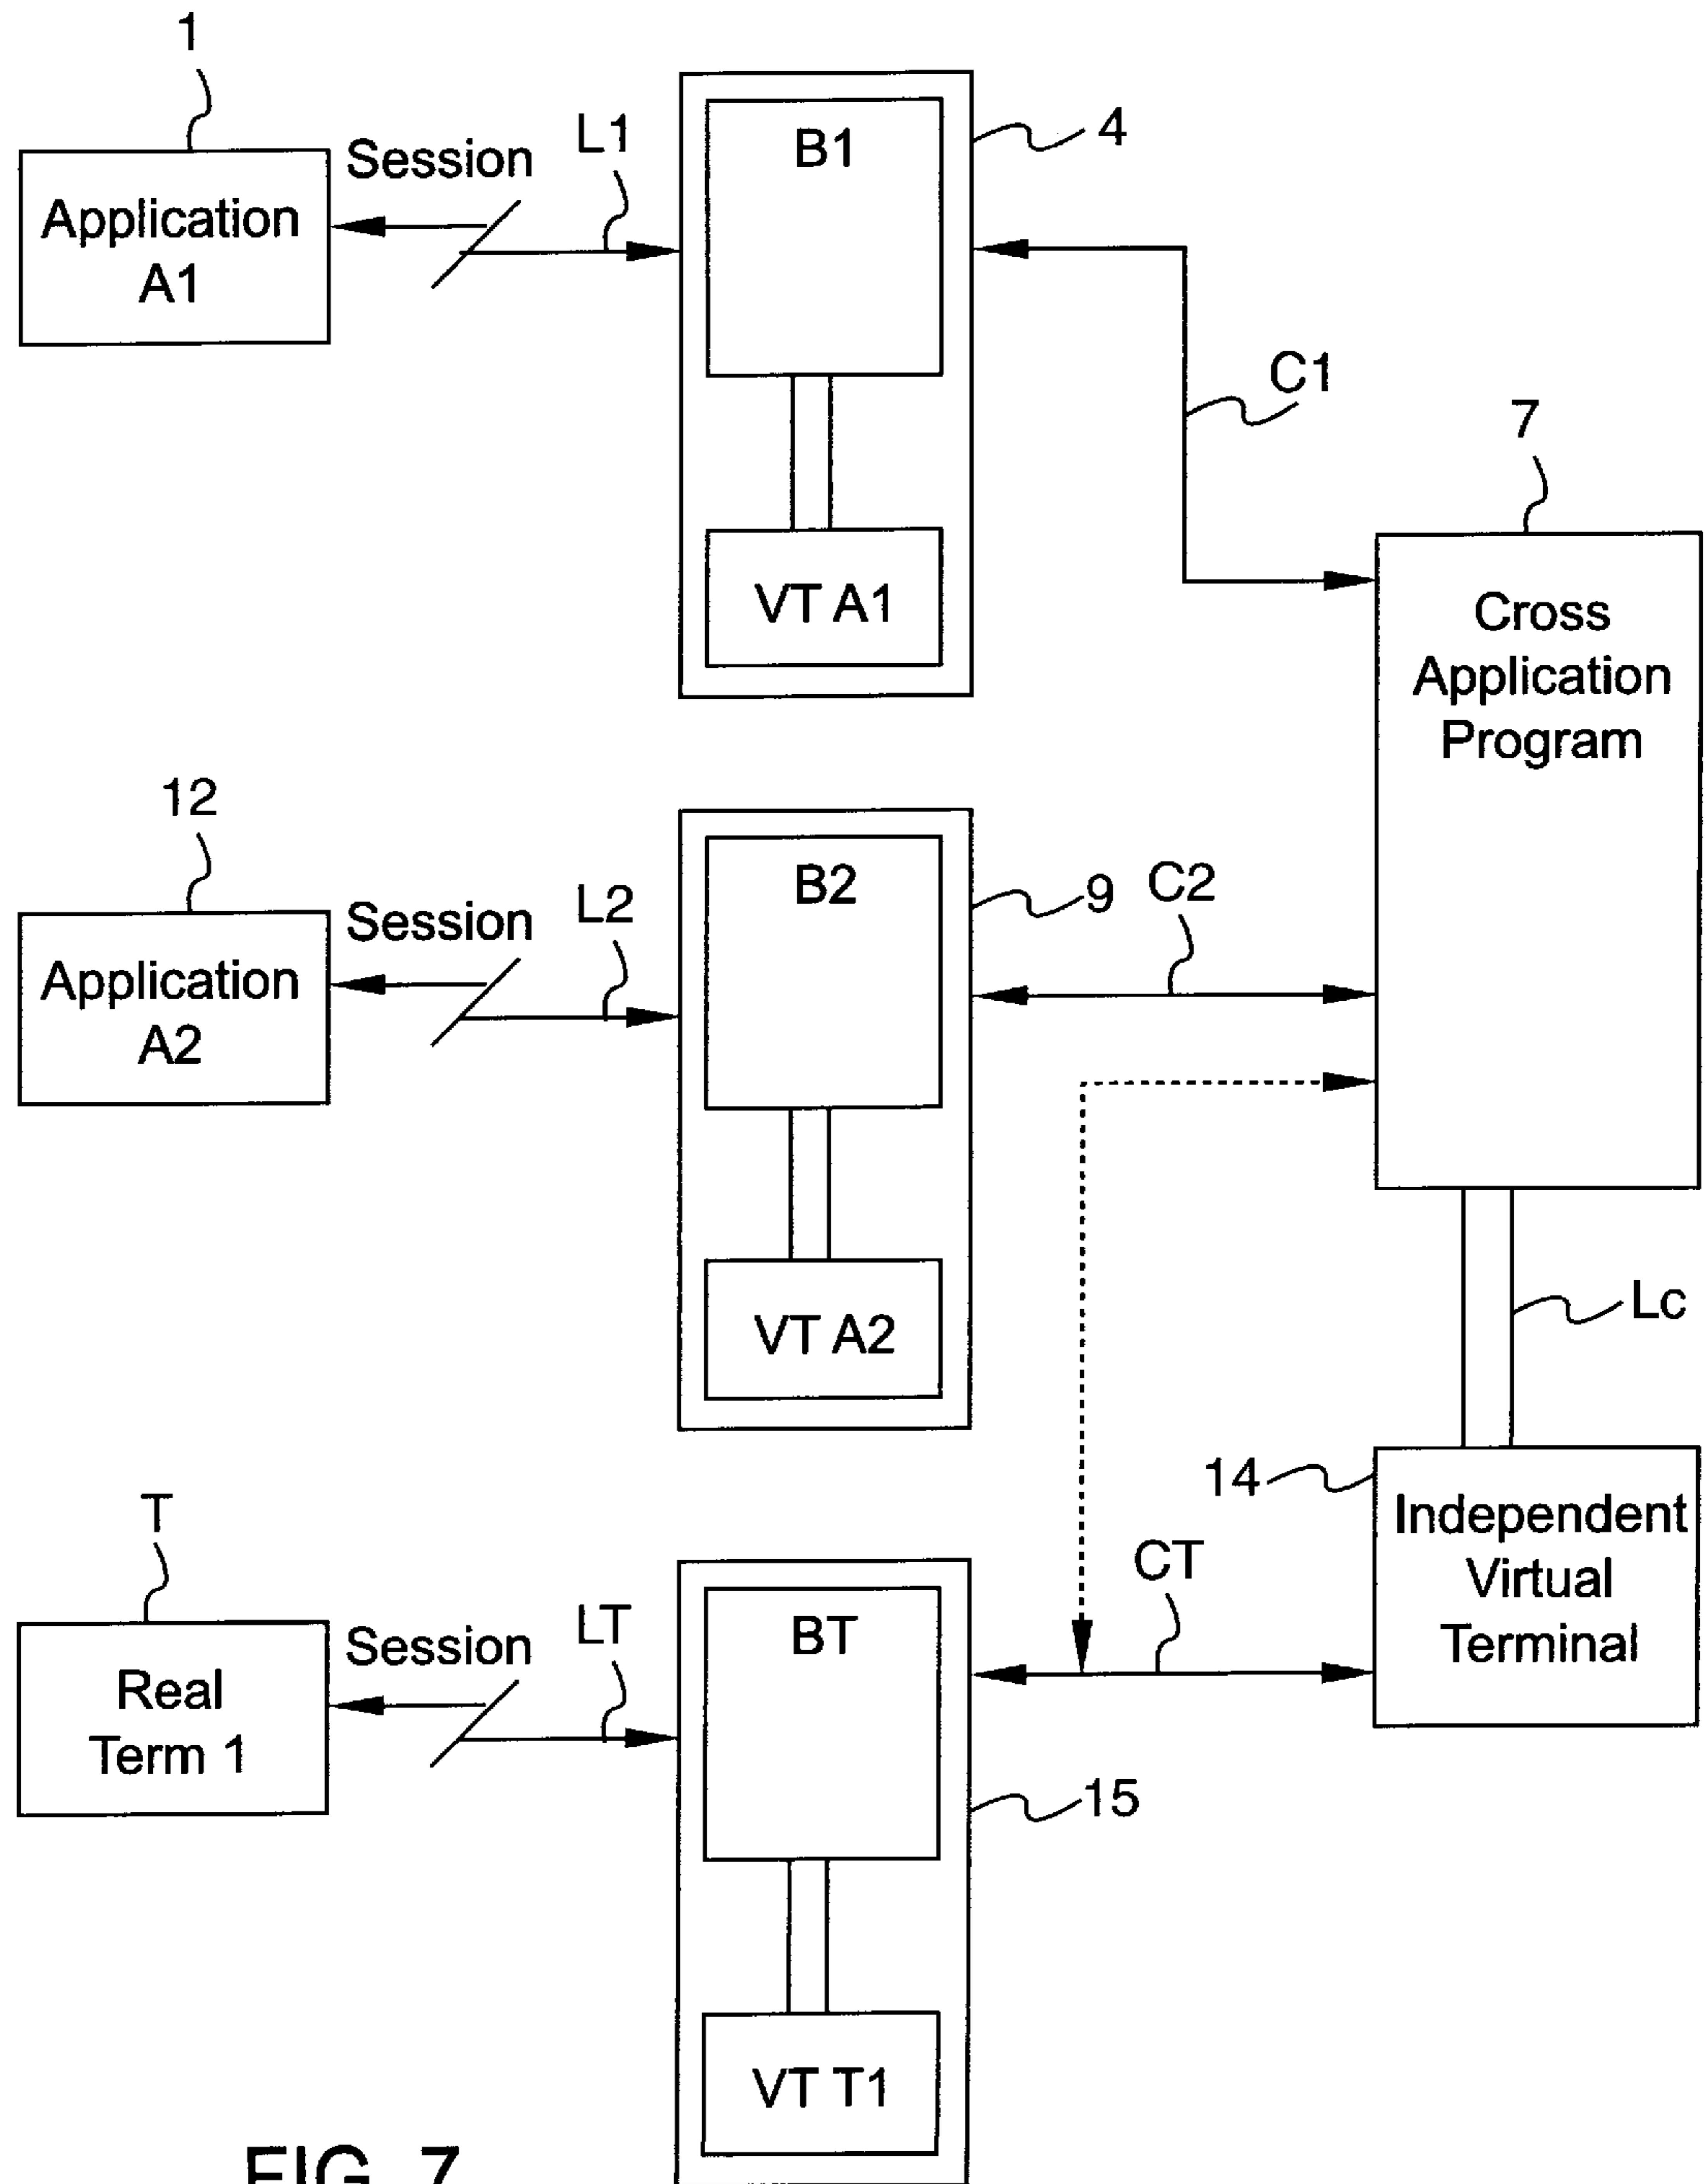 1
Session
L1
Application
A1
B1
4
VT A1
C1
7
Cross
Application
Program
12
Session
L2
Application
A2
B2
9
C2
VT A2
Lc
14
Independent
Virtual
Terminal
T
Session
LT
Real
Term 1
BT
CT
15
VT T1
FIG. 7